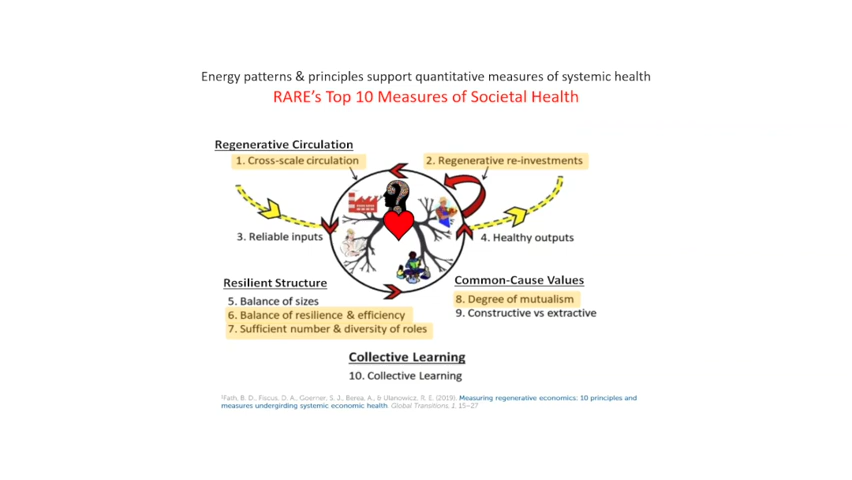 Energy patterns & principles support quantitative measures of systemic health
RARE's Top 10 Measures of Societal Health
Regenerative Circulation
1. Cross-scale circulation
2. Regenerative re-investments
3. Reliable inputs
4. Healthy outputs
Resilient Structure
5. Balance of sizes
6. Balance of resilience & efficiency
7. Sufficient number & diversity of roles
Common-Cause Values
8. Degree of mutualism
9. Constructive vs extractive
Collective Learning
10. Collective Learning
¹Fath, B. D., Fiscus, D. A., Goerner, S. J., Berea, A., & Ulanowicz, R. E. (2019). Measuring regenerative economics: 10 principles and
measures undergirding systemic economic health. Global Transitions, 1, 15–27